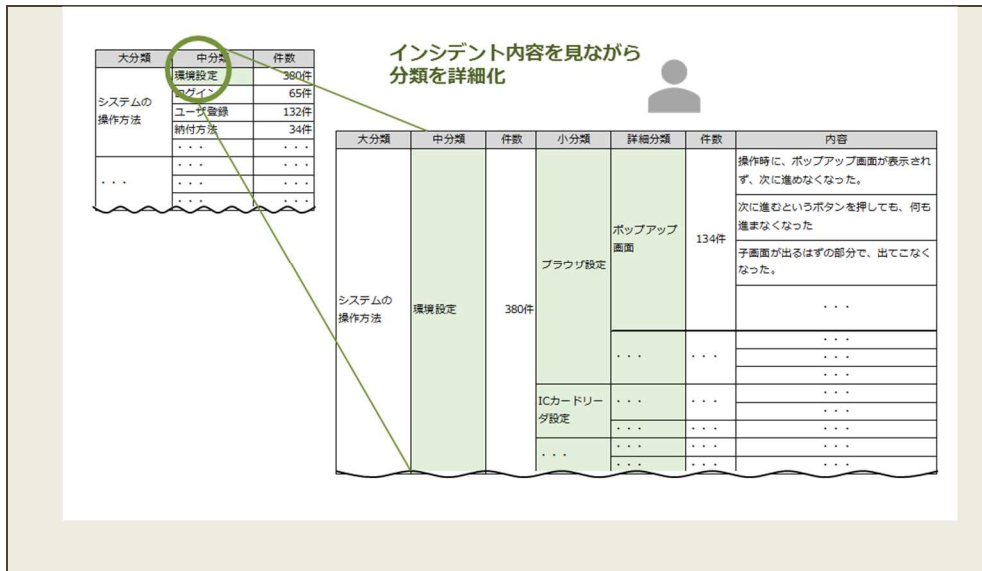 インシデント内容を見ながら
分類を詳細化
大分類 中分類 件数
システムの
操作方法
環境設定 380件
ログイン 65件
ユーザ登録 132件
納付方法 34件
・・・ ・・・
・・・
・・・ ・・・
・・・ ・・・
・・・ ・・・
大分類 中分類 件数 小分類 詳細分類 件数 内容
システムの
操作方法
環境設定
380件
ブラウザ設定
ポップアップ
画面
134件
操作時に、ポップアップ画面が表示され
ず、次に進めなくなった。
次に進むというボタンを押しても、何も
進まなくなった
子画面が出るはずの部分で、出てこなく
なった。
・・・
・・・ ・・・ ・・・
・・・
・・・
ICカードリー
ダ設定
・・・ ・・・ ・・・
・・・
・・・ ・・・ ・・・
・・・
・・・ ・・・ ・・・
・・・ ・・・ ・・・